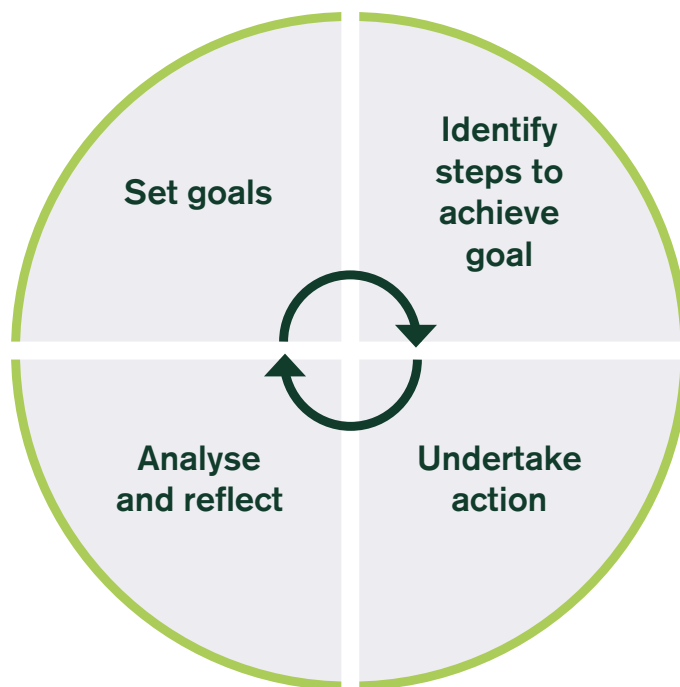 Set goals
Identify
steps to
achieve
goal
Analyse
and reflect
Undertake
action